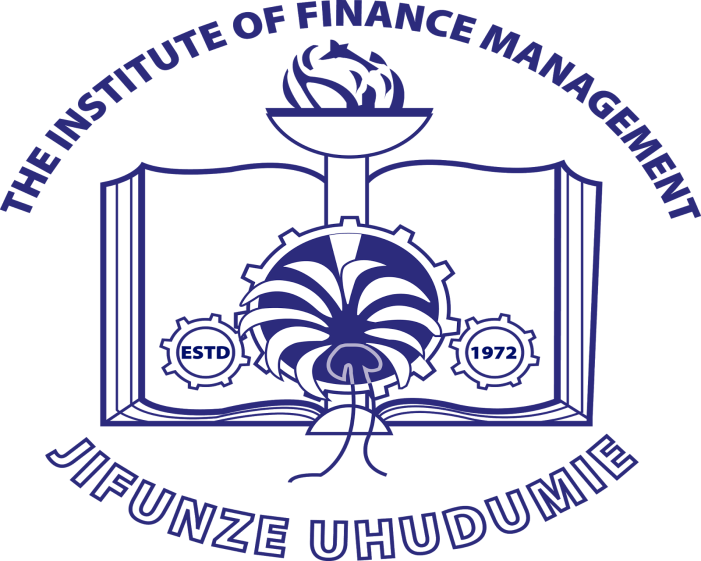 THE INSTITUTE OF FINANCE MANAGEMENT
ESTD
1972
JIFUNZE UHUDUMIE